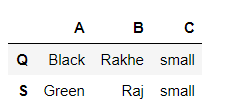 A B C
Q Black Rakhe small
S Green Raj small